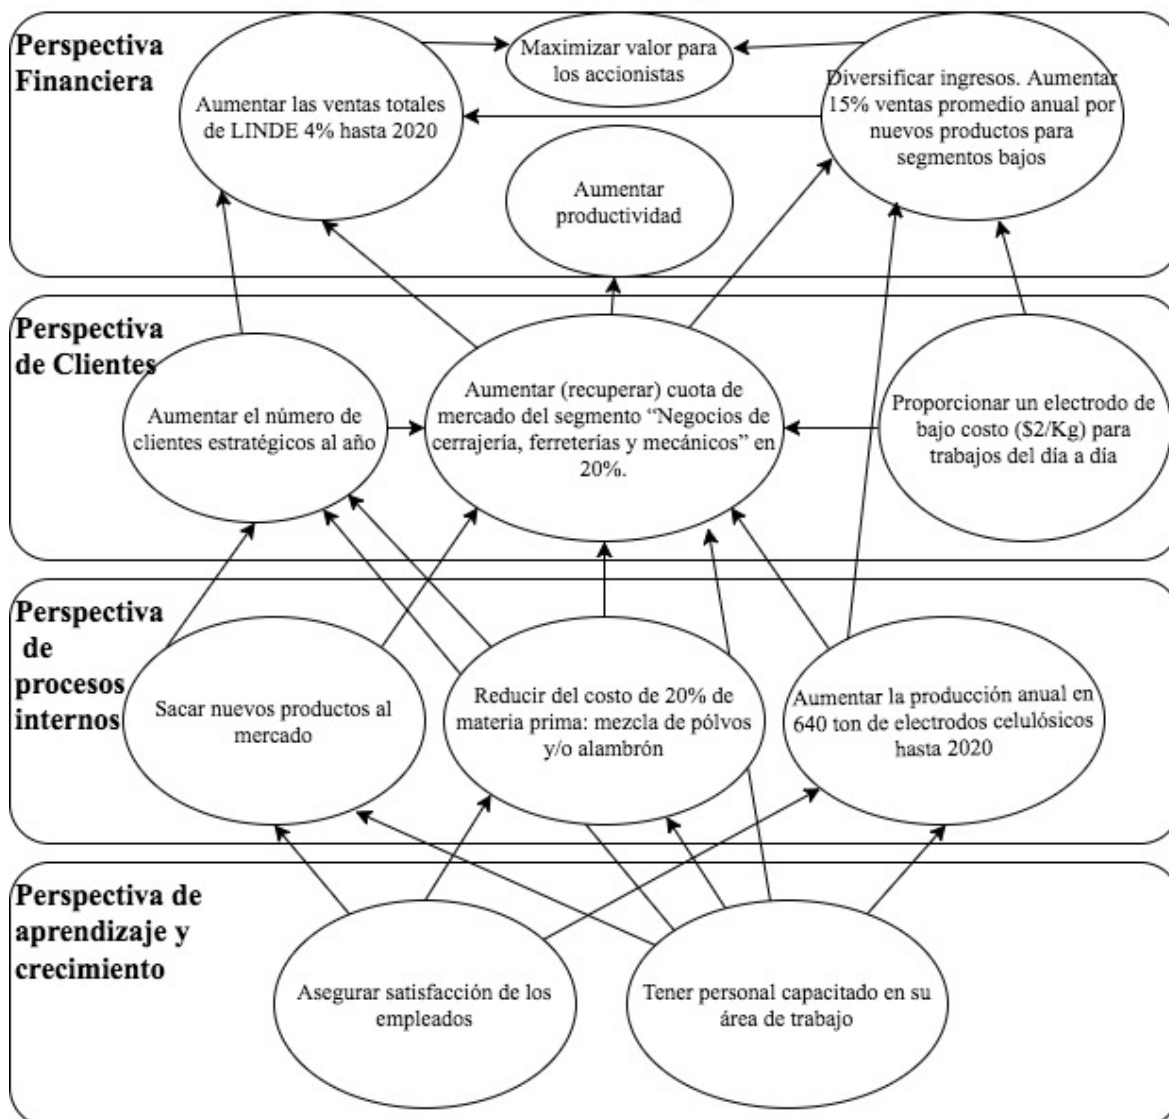 Perspectiva
Financiera
Aumentar las ventas totales
de LINDE 4% hasta 2020
Maximizar valor para
los accionistas
Diversificar ingresos. Aumentar
15% ventas promedio anual por
nuevos productos para
segmentos bajos
Aumentar
productividad
Perspectiva
de Clientes
Aumentar el número de
clientes estratégicos al año
Aumentar (recuperar) cuota de
mercado del segmento “Negocios de
cerrajería, ferreterías y mecánicos” en
20%.
Proporcionar un electrodo de
bajo costo ($2/Kg) para
trabajos del día a día
Perspectiva
de
procesos
internos
Sacar nuevos productos al
mercado
Reducir del costo de 20% de
materia prima: mezcla de pólvos
y/o alambrón
Aumentar la producción anual en
640 ton de electrodos celulósicos
hasta 2020
Perspectiva de
aprendizaje y
crecimiento
Asegurar satisfacción de los
empleados
Tener personal capacitado en su
área de trabajo